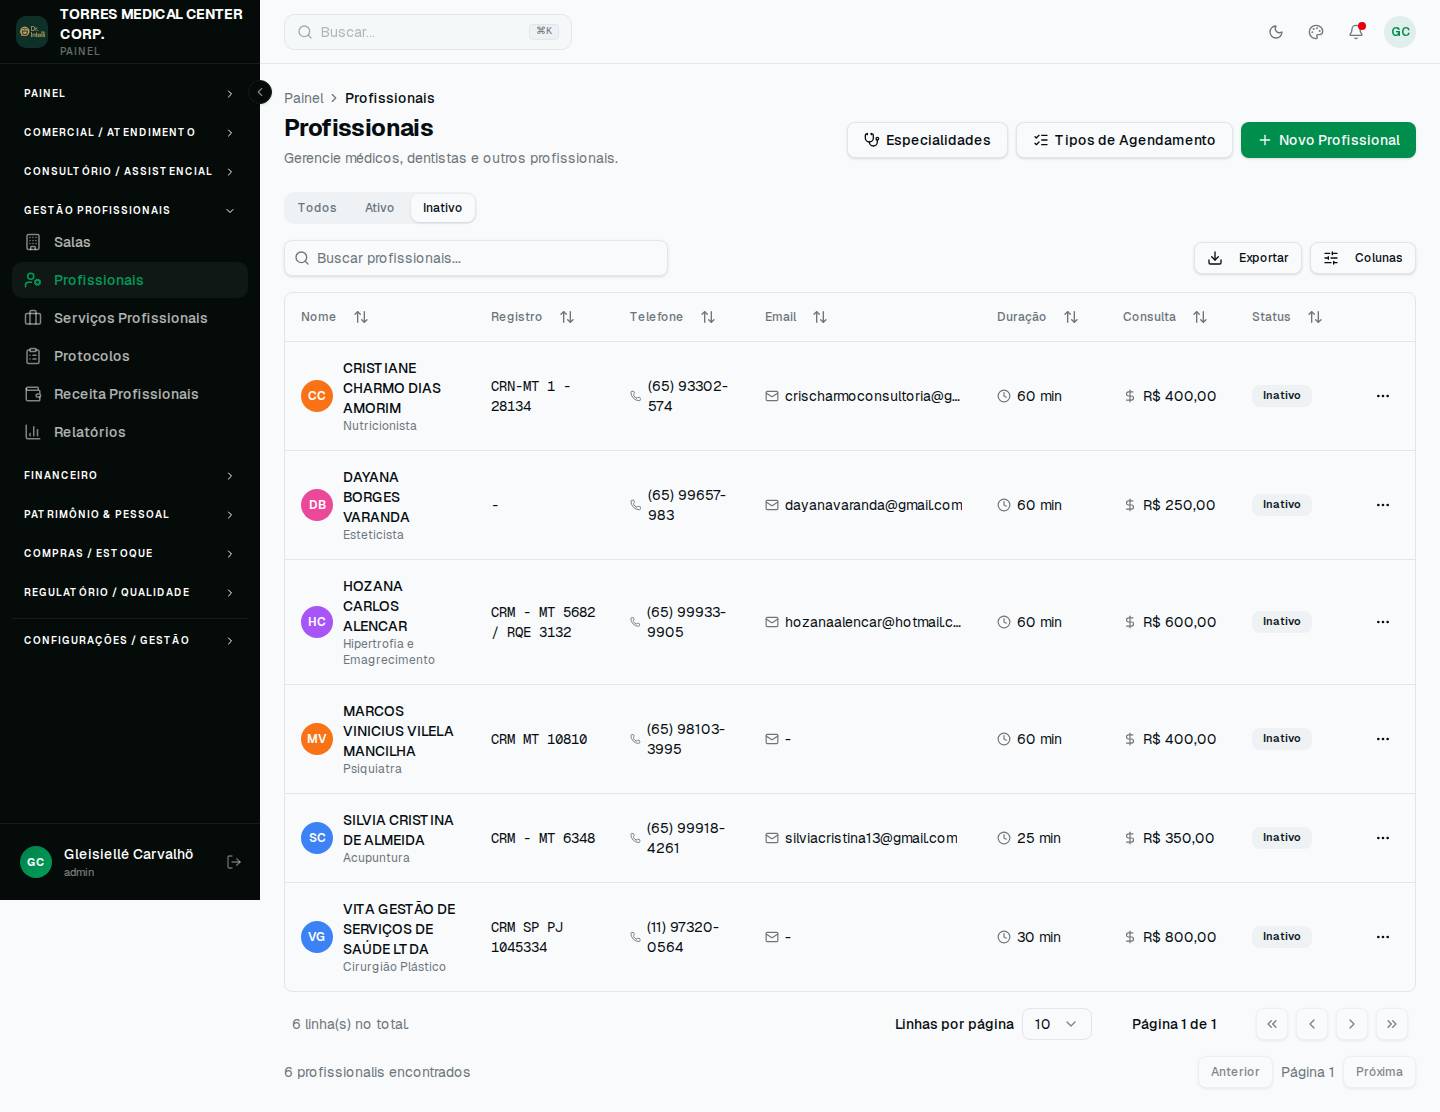 TORRES MEDICAL CENTER
CORP.
PAINEL
Buscar...
⌘K
GC
PAINEL
COMERCIAL / ATENDIMENTO
CONSULTÓRIO / ASSISTENCIAL
GESTÃO PROFISSIONAIS
Salas
Profissionais
Serviços Profissionais
Protocolos
Receita Profissionais
Relatórios
FINANCEIRO
PATRIMÔNIO & PESSOAL
COMPRAS / ESTOQUE
REGULATÓRIO / QUALIDADE
CONFIGURAÇÕES / GESTÃO
GC
Gleisiellé Carvalhö
admin
Painel > Profissionais
Profissionais
Gerencie médicos, dentistas e outros profissionais.
Especialidades
Tipos de Agendamento
Novo Profissional
Todos
Ativo
Inativo
Buscar profissionais...
Exportar
Colunas
Nome
Registro
Telefone
Email
Duração
Consulta
Status
CC
CRISTIANE
CHARMO DIAS
AMORIM
Nutricionista
CRN-MT 1 -
28134
(65) 93302-
574
crischarmoconsultoria@g...
60 min
R$ 400,00
Inativo
DB
DAYANA
BORGES
VARANDA
Esteticista
-
(65) 99657-
983
dayanavaranda@gmail.com
60 min
R$ 250,00
Inativo
HC
HOZANA
CARLOS
ALENCAR
Hipertrofia e
Emagrecimento
CRM - MT 5682
/ RQE 3132
(65) 99933-
9905
hozanaalencar@hotmail.c...
60 min
R$ 600,00
Inativo
MV
MARCOS
VINICIUS VILELA
MANCILHA
Psiquiatra
CRM MT 10810
(65) 98103-
3995
-
60 min
R$ 400,00
Inativo
SC
SILVIA CRISTINA
DE ALMEIDA
Acupuntura
CRM - MT 6348
(65) 99918-
4261
silviacristina13@gmail.com
25 min
R$ 350,00
Inativo
VG
VITA GESTÃO DE
SERVIÇOS DE
SAÚDE LTDA
Cirurgião Plástico
CRM SP PJ
1045334
(11) 97320-
0564
-
30 min
R$ 800,00
Inativo
6 linha(s) no total.
Linhas por página
10
Página 1 de 1
6 profissionalis encontrados
Anterior
Página 1
Próxima